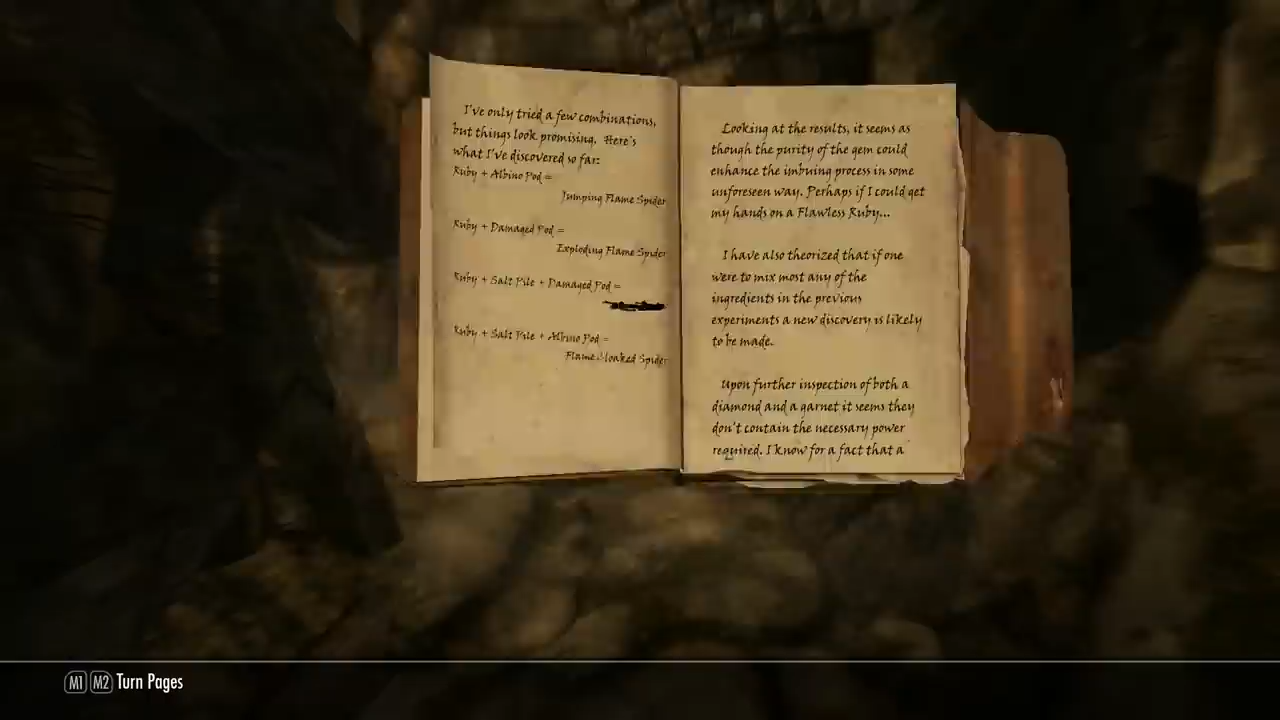 I've only tried a few combinations,
but things look promising. Here's
what I've discovered so far:
Ruby + Albino Pod =
Jumping Flame Spider
Ruby + Damaged Pod =
Exploding Flame Spider
Ruby + Salt Pile + Damaged Pod =
Ruby + Salt Pile + Albino Pod =
Flame Cloaked Spider
Looking at the results, it seems as
though the purity of the gem could
enhance the imbuing process in some
unforeseen way. Perhaps if I could get
my hands on a Flawless Ruby...
I have also theorized that if one
were to mix most any of the
ingredients in the previous
experiments a new discovery is likely
to be made.
Upon further inspection of both a
diamond and a garnet it seems they
don't contain the necessary power
required. I know for a fact that a
M1 M2 Turn Pages